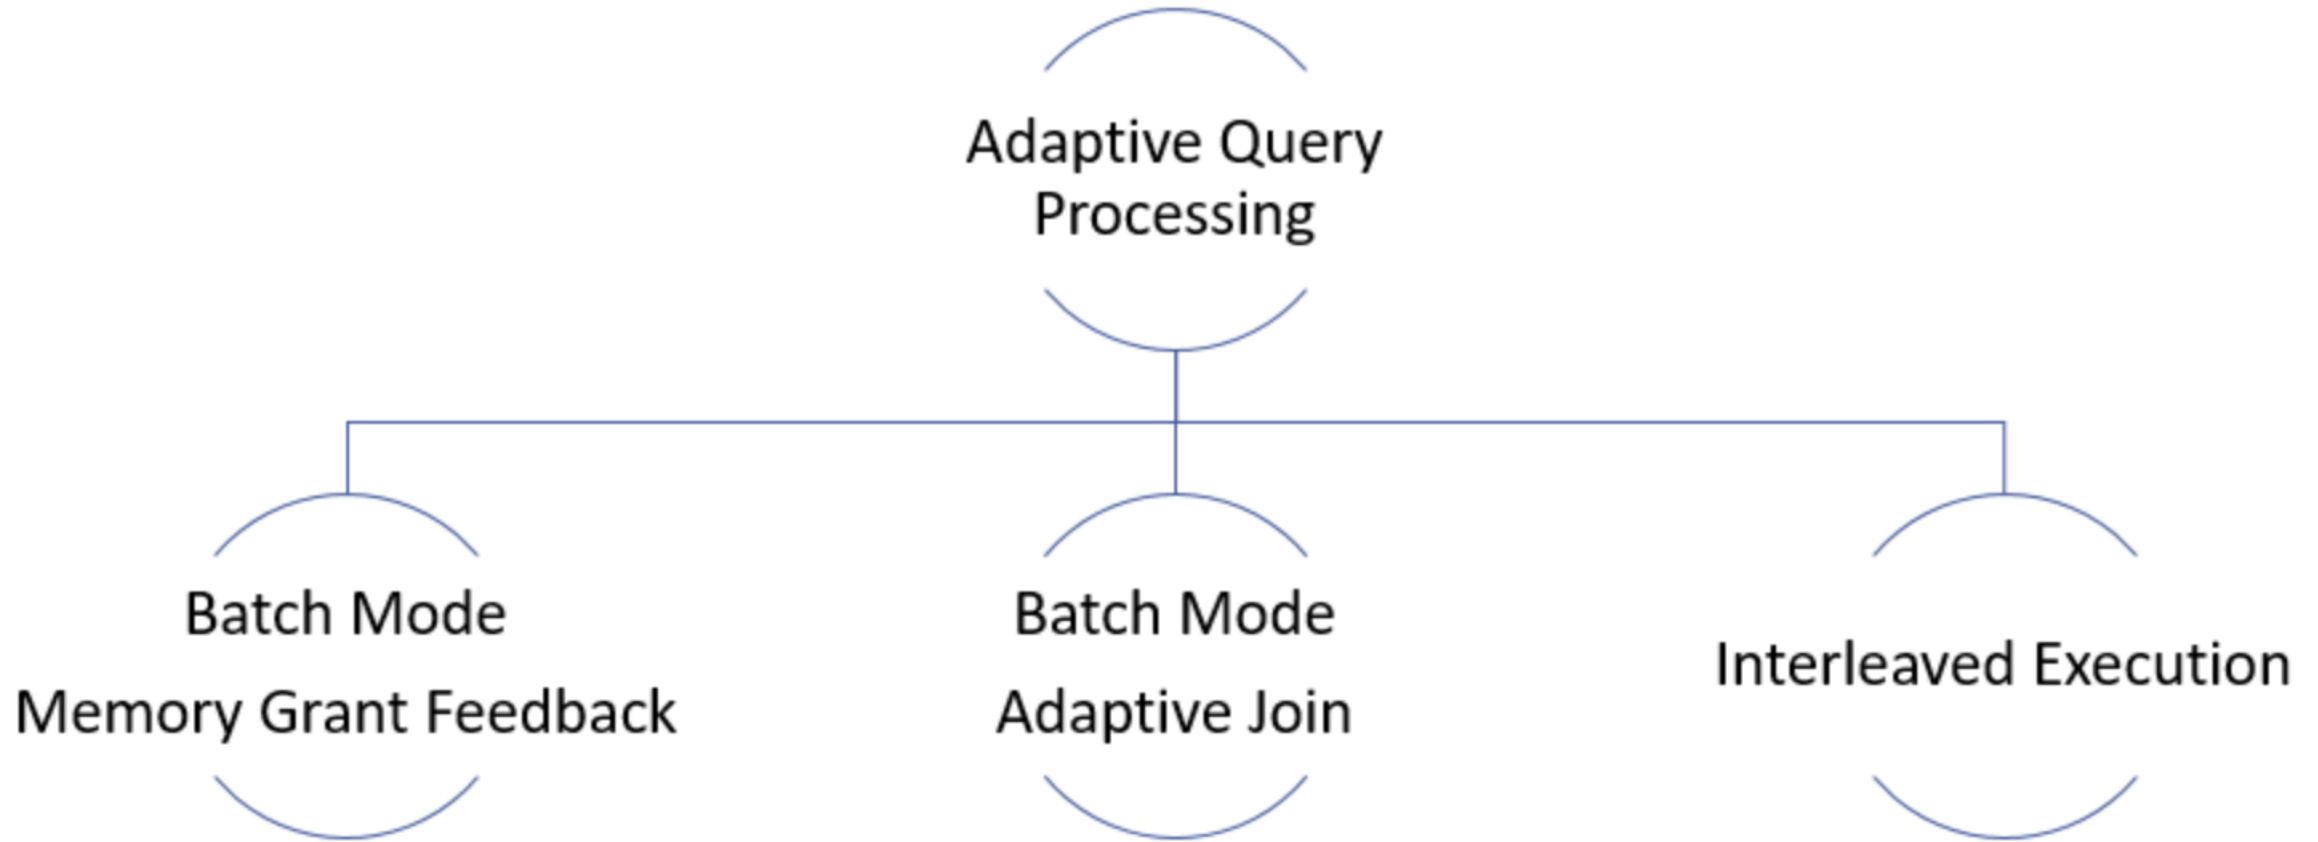 Adaptive Query
Processing
Batch Mode
Memory Grant Feedback
Batch Mode
Adaptive Join
Interleaved Execution